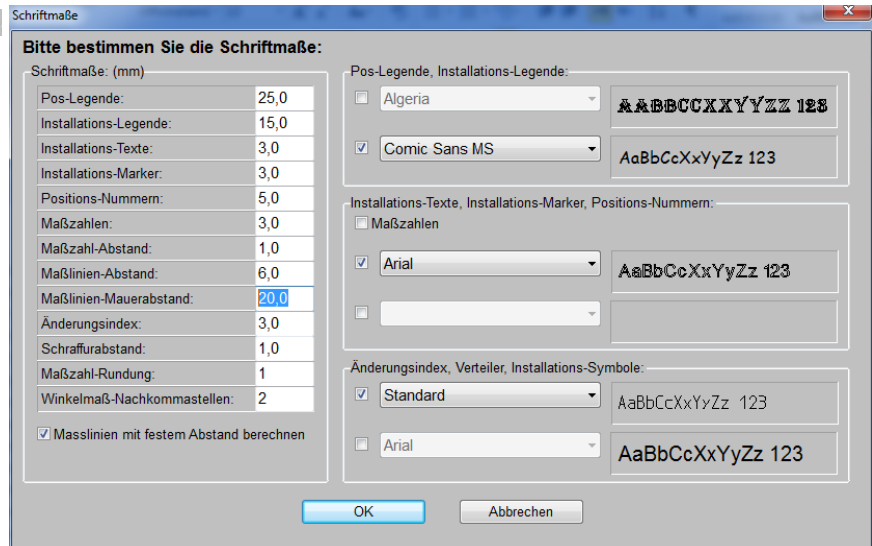 Schriftmaße
Bitte bestimmen Sie die Schriftmaße:
Schriftmaße: (mm)
Pos-Legende: 25,0
Installations-Legende: 15,0
Installations-Texte: 3,0
Installations-Marker: 3,0
Positions-Nummern: 5,0
Maßzahlen: 3,0
Maßzahl-Abstand: 1,0
Maßlinien-Abstand: 6,0
Maßlinien-Mauerabstand: 20,0
Änderungsindex: 3,0
Schraffurabstand: 1,0
Maßzahl-Rundung: 1
Winkelmaß-Nachkommastellen: 2
Masslinien mit festem Abstand berechnen
Pos-Legende, Installations-Legende:
Algeria
AABBCCXXYYZZ 123
Comic Sans MS
AaBbCcXxYyZz 123
Installations-Texte, Installations-Marker, Positions-Nummern:
Maßzahlen
Arial
AaBbCcXxYyZz 123
Änderungsindex, Verteiler, Installations-Symbole:
Standard
AaBbCcXxYyZz 123
Arial
AaBbCcXxYyZz 123
OK
Abbrechen